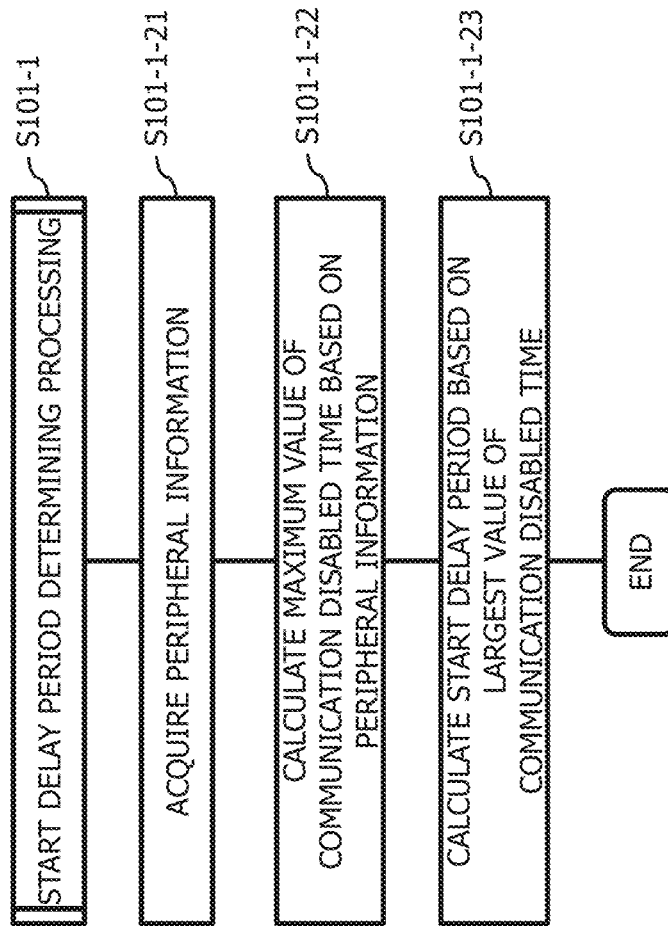 START DELAY PERIOD DETERMINING PROCESSING
S101-1
ACQUIRE PERIPHERAL INFORMATION
S101-1-21
CALCULATE MAXIMUM VALUE OF
COMMUNICATION DISABLED TIME BASED ON
PERIPHERAL INFORMATION
S101-1-22
CALCULATE START DELAY PERIOD BASED ON
LARGEST VALUE OF
COMMUNICATION DISABLED TIME
S101-1-23
END